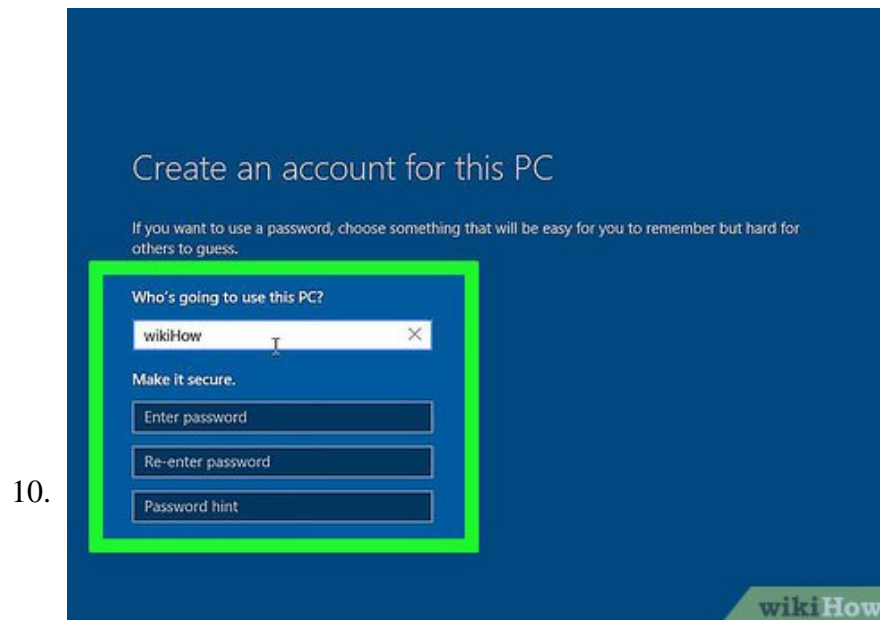 Create an account for this PC
If you want to use a password, choose something that will be easy for you to remember but hard for
others to guess.
Who's going to use this PC?
wikiHow
Make it secure.
Enter password
Re-enter password
10.
Password hint
wikiHow